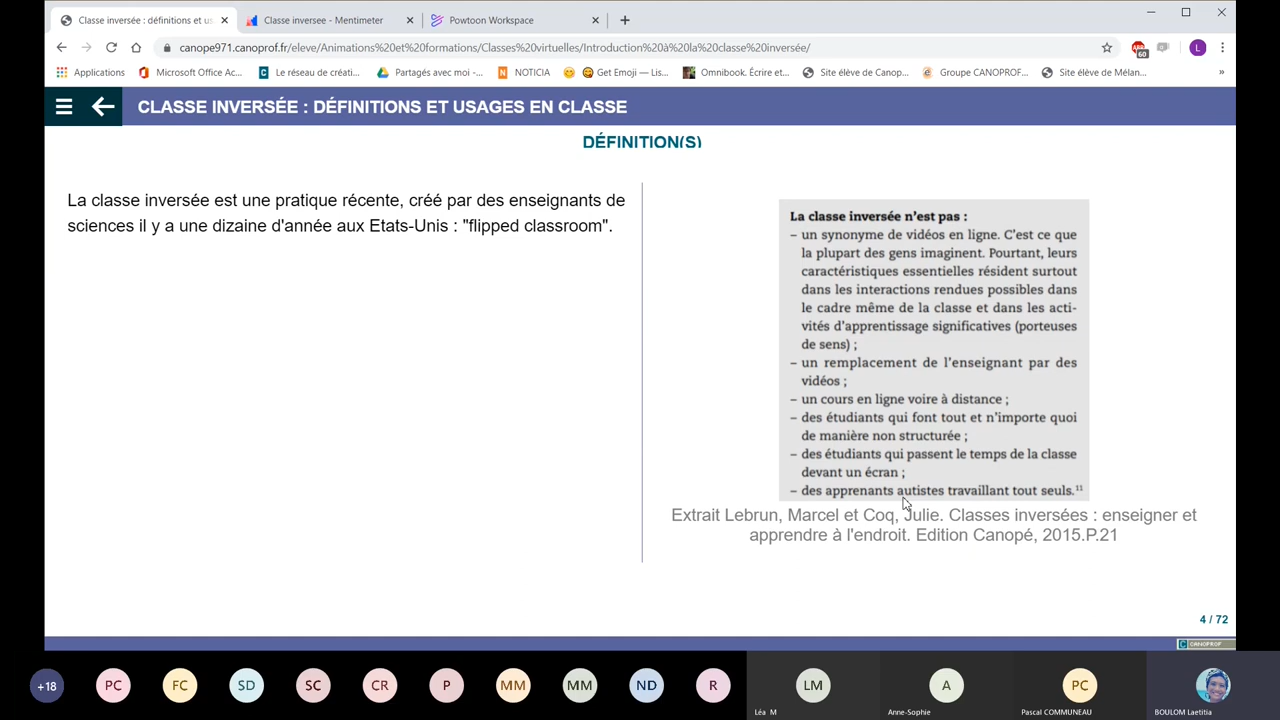 Classe inversée : définitions et us
Classe inversee - Mentimeter
Powtoon Workspace
canope971.canoprof.fr/eleve/Animations%20et%20formations/Classes%20virtuelles/Introduction%20à%20la%20classe%20inversée/
60
L
Applications
Microsoft Office Ac...
Le réseau de créati...
Partagés avec moi -...
NOTICIA
Get Emoji — Lis...
Omnibook. Écrire et...
Site élève de Canop...
Groupe CANOPROF...
Site élève de Mélan...
»
CLASSE INVERSÉE : DÉFINITIONS ET USAGES EN CLASSE
DÉFINITION(S)
La classe inversée est une pratique récente, créé par des enseignants de
sciences il y a une dizaine d'année aux Etats-Unis : "flipped classroom".
La classe inversée n'est pas :
– un synonyme de vidéos en ligne. C'est ce que
la plupart des gens imaginent. Pourtant, leurs
caractéristiques essentielles résident surtout
dans les interactions rendues possibles dans
le cadre même de la classe et dans les acti-
vités d'apprentissage significatives (porteuses
de sens) ;
– un remplacement de l'enseignant par des
vidéos ;
– un cours en ligne voire à distance ;
– des étudiants qui font tout et n'importe quoi
de manière non structurée ;
– des étudiants qui passent le temps de la classe
devant un écran ;
– des apprenants autistes travaillant tout seuls.¹¹
Extrait Lebrun, Marcel et Coq, Julie. Classes inversées : enseigner et
apprendre à l'endroit. Edition Canopé, 2015.P.21
4 / 72
CANOPROF
+18
PC
FC
SD
SC
CR
P
MM
MM
ND
R
LM
A
PC
Léa M
Anne-Sophie
Pascal COMMUNEAU
BOULOM Laetitia